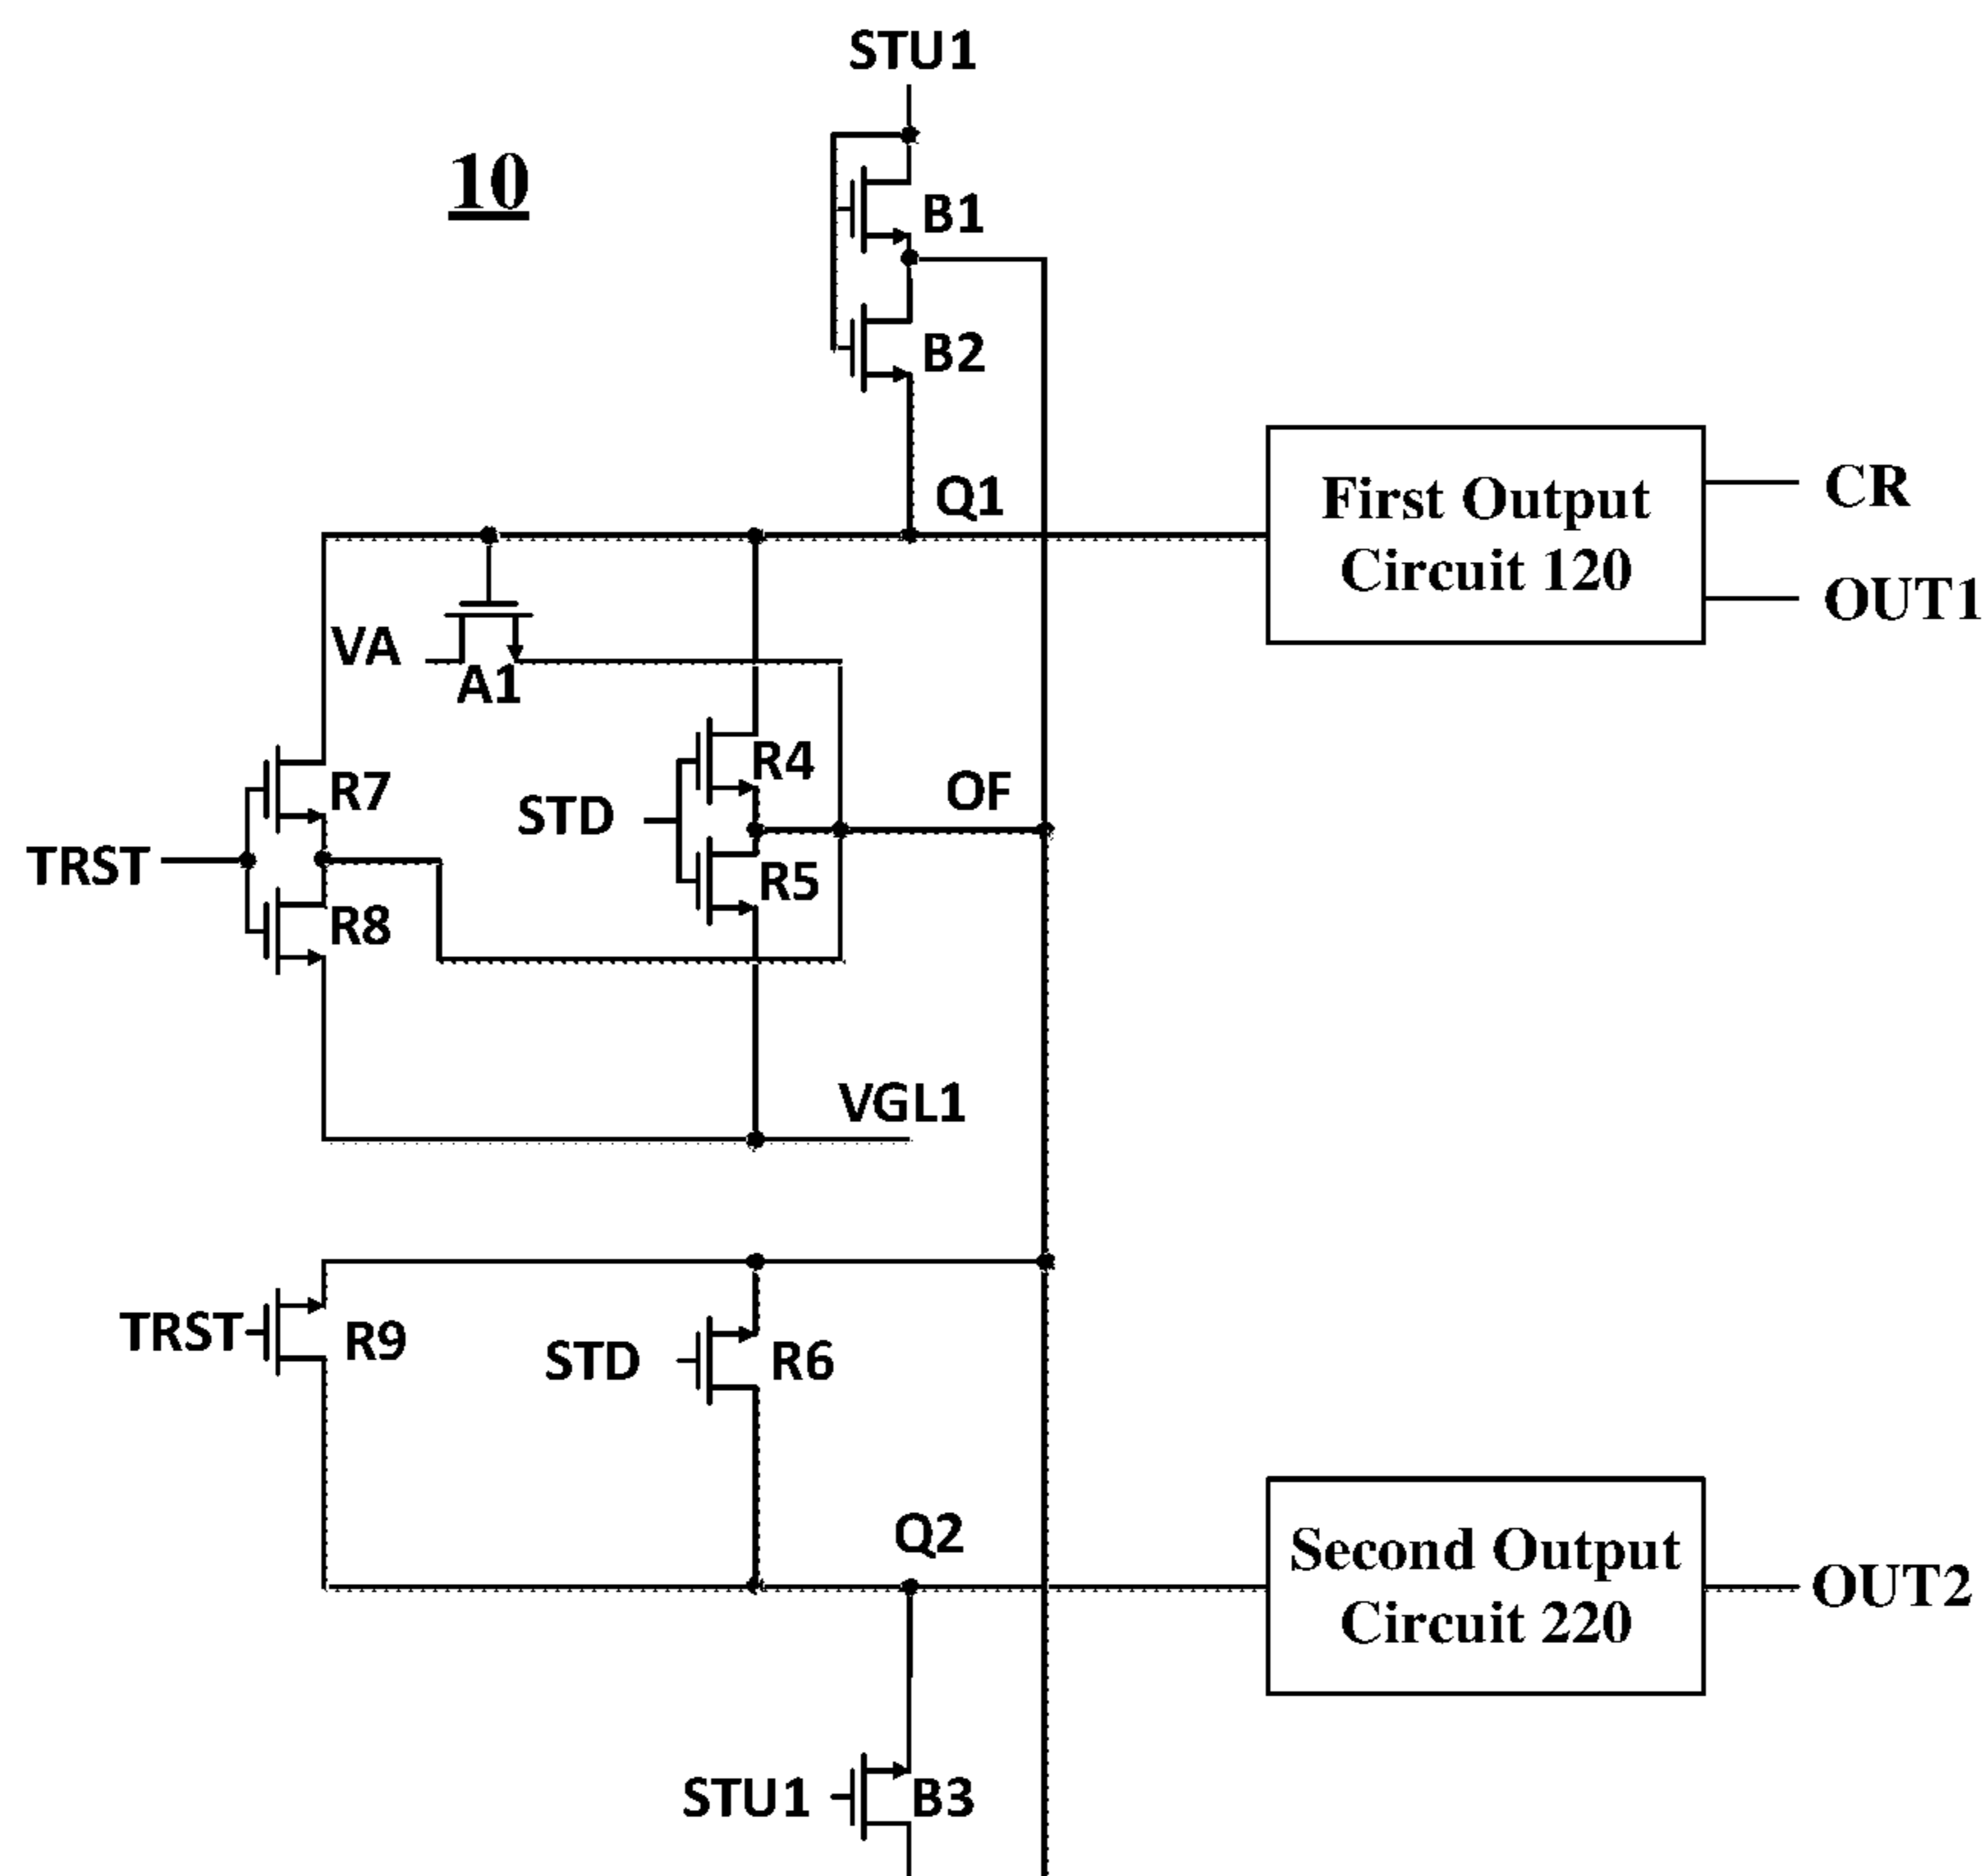 STU1
10
B1
B2
Q1
First Output
Circuit 120
CR
OUT1
VA
A1
R4
R7
STD
OF
TRST
R5
R8
VGL1
TRST
R9
STD
R6
Q2
Second Output
Circuit 220
OUT2
STU1
B3